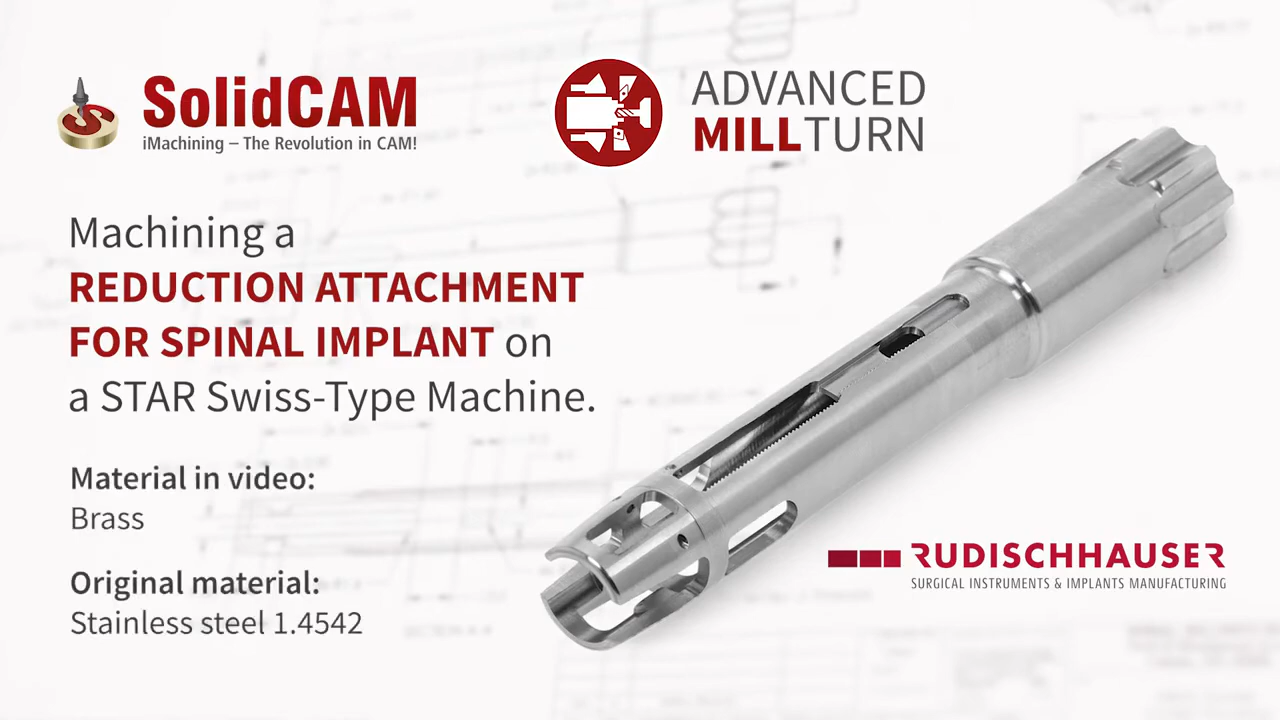 SolidCAM
iMachining – The Revolution in CAM!
ADVANCED
MILLTURN
Machining a
REDUCTION ATTACHMENT
FOR SPINAL IMPLANT on
a STAR Swiss-Type Machine.
Material in video:
Brass
Original material:
Stainless steel 1.4542
RUDISCHHAUSER
SURGICAL INSTRUMENTS & IMPLANTS MANUFACTURING